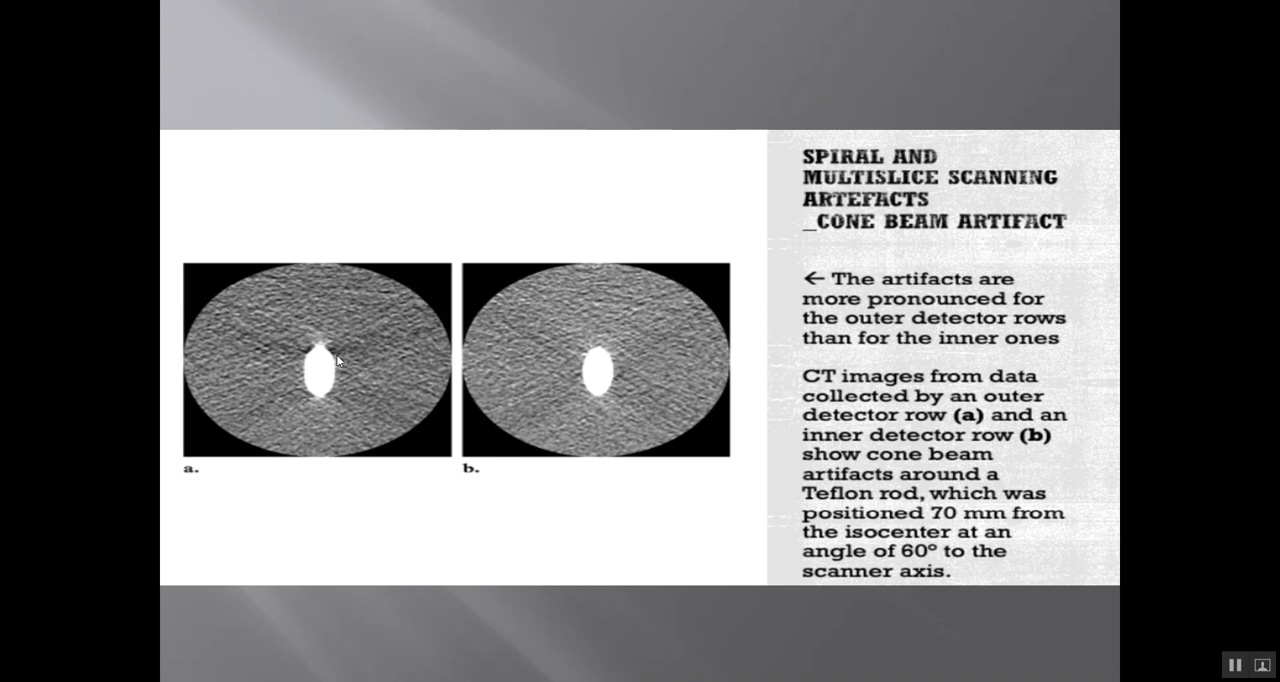 SPIRAL AND
MULTISLICE SCANNING
ARTEFACTS
_CONE BEAM ARTIFACT
← The artifacts are
more pronounced for
the outer detector rows
than for the inner ones
CT images from data
collected by an outer
detector row (a) and an
inner detector row (b)
show cone beam
artifacts around a
Teflon rod, which was
positioned 70 mm from
the isocenter at an
angle of 60° to the
scanner axis.
a.
b.